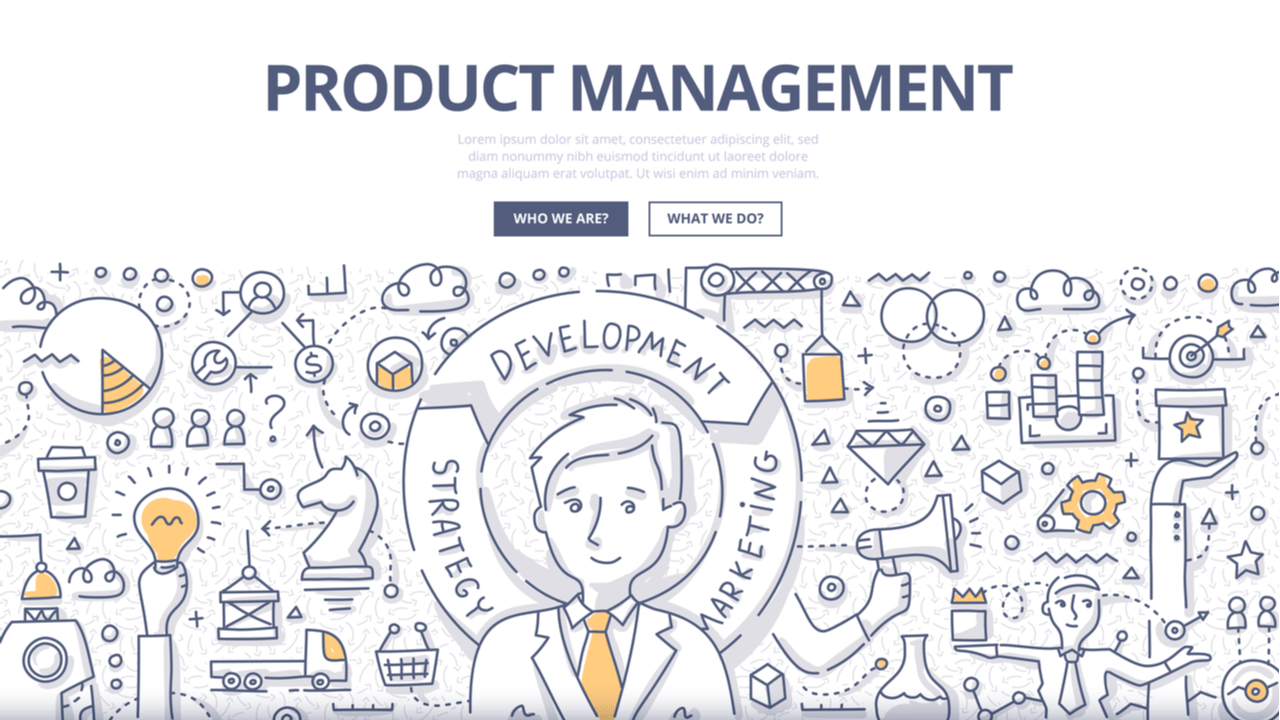 PRODUCT MANAGEMENT
Lorem ipsum dolor sit amet, consectetuer adipiscing elit, sed
diam nonummy nibh euismod tincidunt ut laoreet dolore
magna aliquam erat volutpat. Ut wisi enim ad minim veniam.
WHO WE ARE?
WHAT WE DO?
DEVELOPMENT
STRATEGY
MARKETING
$
?